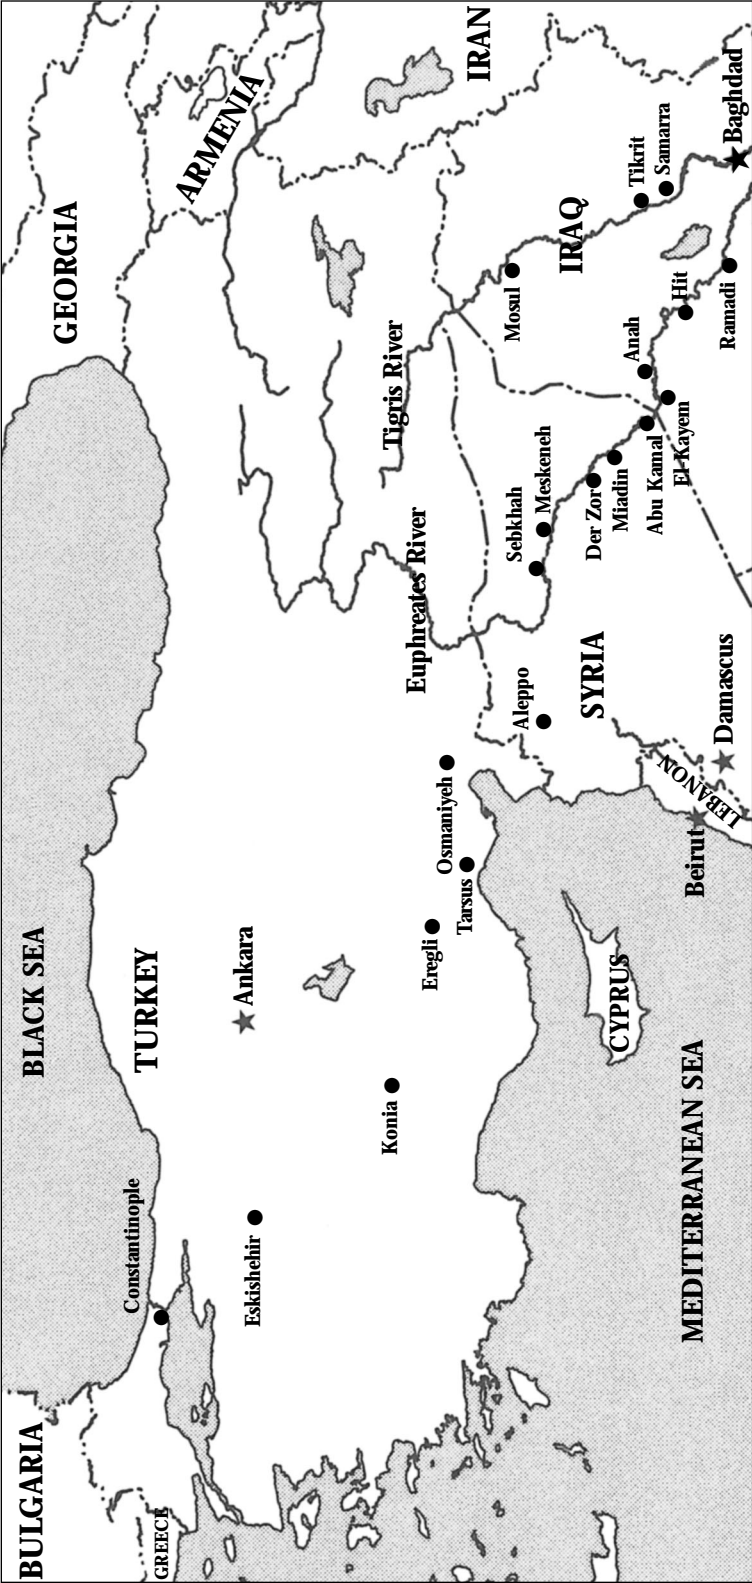 BULGARIA
BLACK SEA
GEORGIA
GREECE
Constantinople
TURKEY
ARMENIA
Eskishehir
Ankara
Konia
Eregli
Tarsus
Osmaniyeh
Euphreates River
Tigris River
IRAN
Aleppo
Sebkhah
Meskeneh
Mosul
SYRIA
Der Zor
Miadin
Abu Kamal
El-Kayem
Anah
IRAQ
Hit
Tikrit
Samarra
CYPRUS
MEDITERRANEAN SEA
Beirut
LEBANON
Damascus
Ramadi
Baghdad